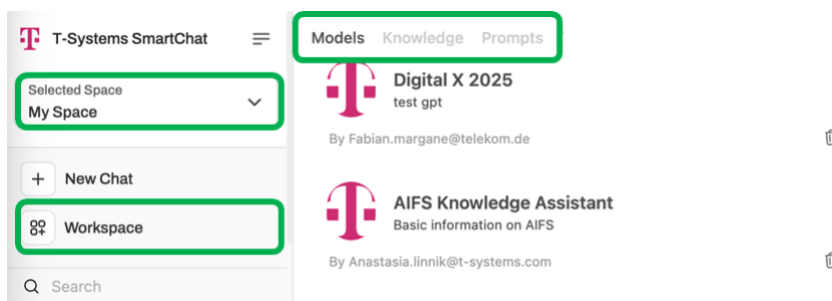 T-Systems SmartChat
Selected Space
My Space
New Chat
Workspace
Search
Models Knowledge Prompts
Digital X 2025
test gpt
By Fabian.margane@telekom.de
AIFS Knowledge Assistant
Basic information on AIFS
By Anastasia.linnik@t-systems.com